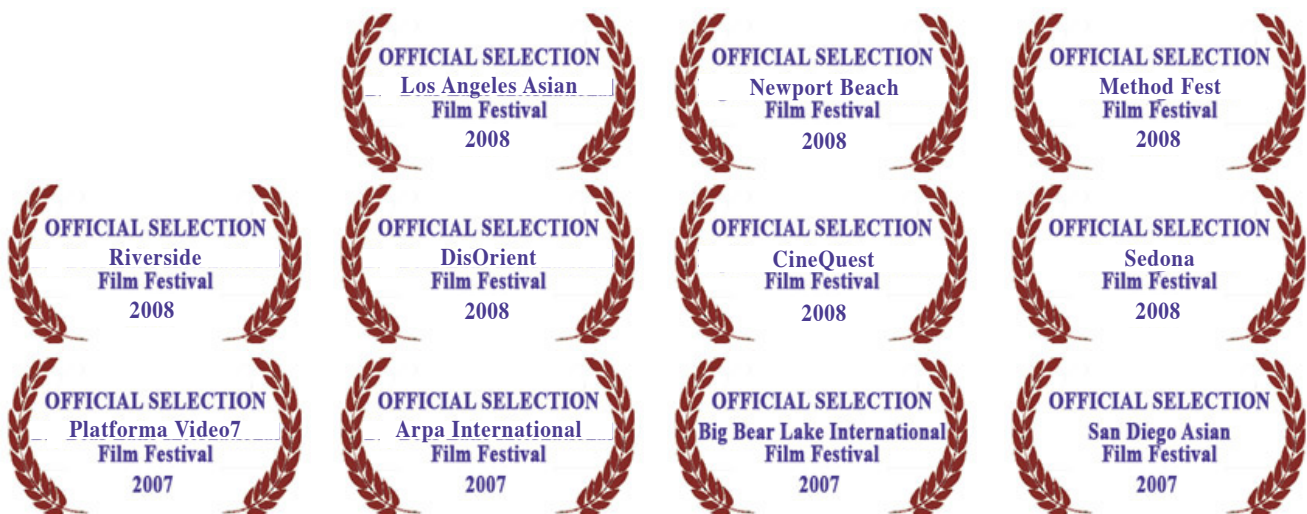 OFFICIAL SELECTION
Los Angeles Asian
Film Festival
2008
OFFICIAL SELECTION
Newport Beach
Film Festival
2008
OFFICIAL SELECTION
Method Fest
Film Festival
2008
OFFICIAL SELECTION
Riverside
Film Festival
2008
OFFICIAL SELECTION
DisOrient
Film Festival
2008
OFFICIAL SELECTION
CineQuest
Film Festival
2008
OFFICIAL SELECTION
Sedona
Film Festival
2008
OFFICIAL SELECTION
Platforma Video7
Film Festival
2007
OFFICIAL SELECTION
Arpa International
Film Festival
2007
OFFICIAL SELECTION
Big Bear Lake International
Film Festival
2007
OFFICIAL SELECTION
San Diego Asian
Film Festival
2007